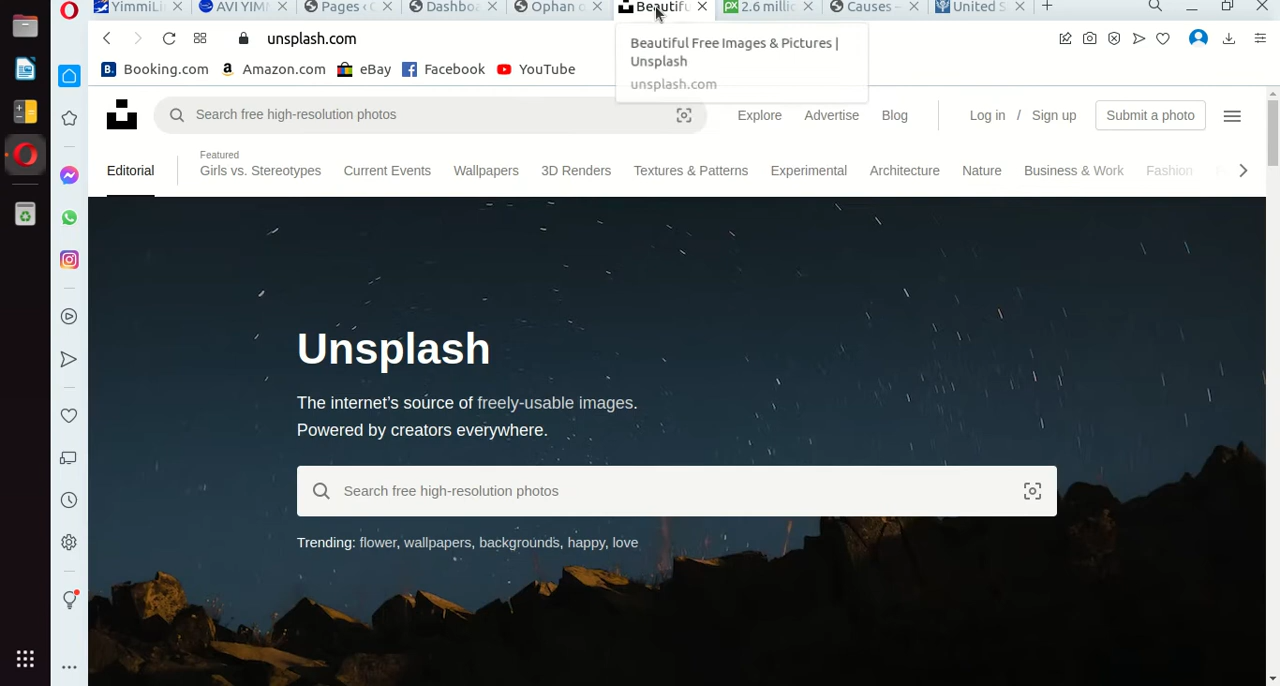 YimmiLi
AVI YIM
Pages ‹
Dashbo
Ophan
Beautifu
2.6 milli
Causes –
United S
unsplash.com
Beautiful Free Images & Pictures |
Unsplash
unsplash.com
Booking.com
Amazon.com
eBay
Facebook
YouTube
Search free high-resolution photos
Explore
Advertise
Blog
Log in / Sign up
Submit a photo
Editorial
Featured
Girls vs. Stereotypes
Current Events
Wallpapers
3D Renders
Textures & Patterns
Experimental
Architecture
Nature
Business & Work
Fashion
Unsplash
The internet's source of freely-usable images.
Powered by creators everywhere.
Search free high-resolution photos
Trending: flower, wallpapers, backgrounds, happy, love